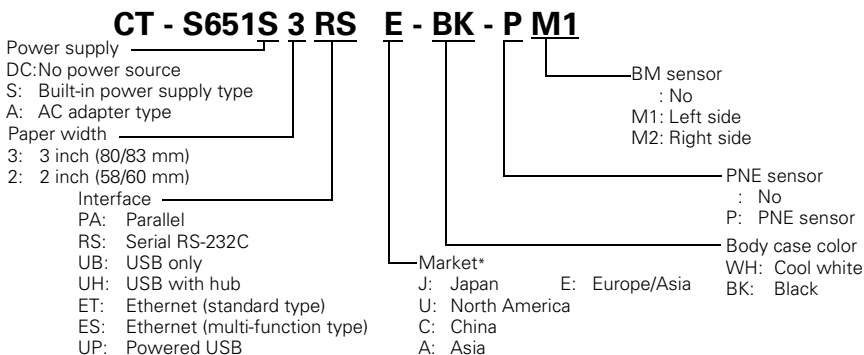 CT - S651S 3 RS E - BK - P M1
Power supply
DC:No power source
S: Built-in power supply type
A: AC adapter type
Paper width
3: 3 inch (80/83 mm)
2: 2 inch (58/60 mm)
Interface
PA: Parallel
RS: Serial RS-232C
UB: USB only
UH: USB with hub
ET: Ethernet (standard type)
ES: Ethernet (multi-function type)
UP: Powered USB
Market*
J: Japan E: Europe/Asia
U: North America
C: China
A: Asia
BM sensor
: No
M1: Left side
M2: Right side
PNE sensor
: No
P: PNE sensor
Body case color
WH: Cool white
BK: Black